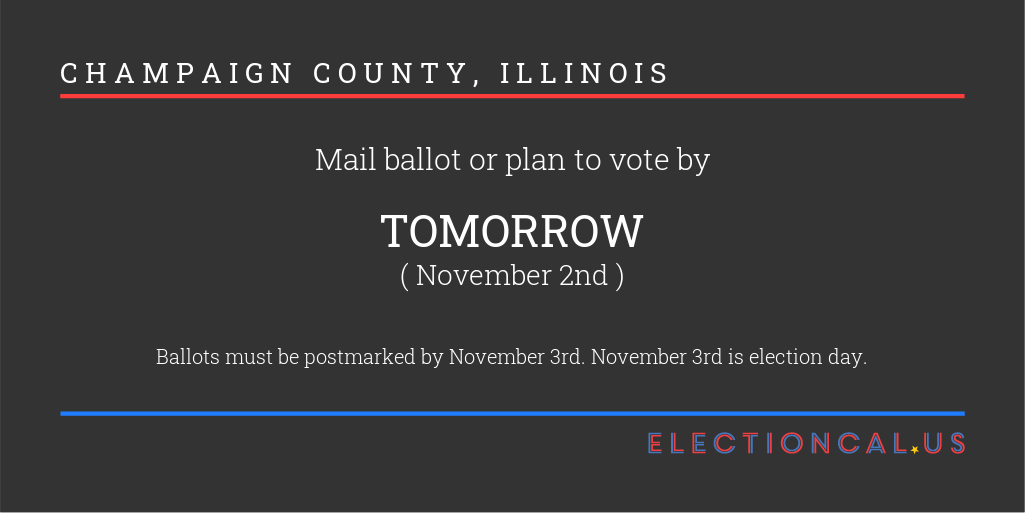 CHAMPAIGN COUNTY, ILLINOIS
Mail ballot or plan to vote by
TOMORROW
( November 2nd )
Ballots must be postmarked by November 3rd. November 3rd is election day.
ELECTIONCAL.US